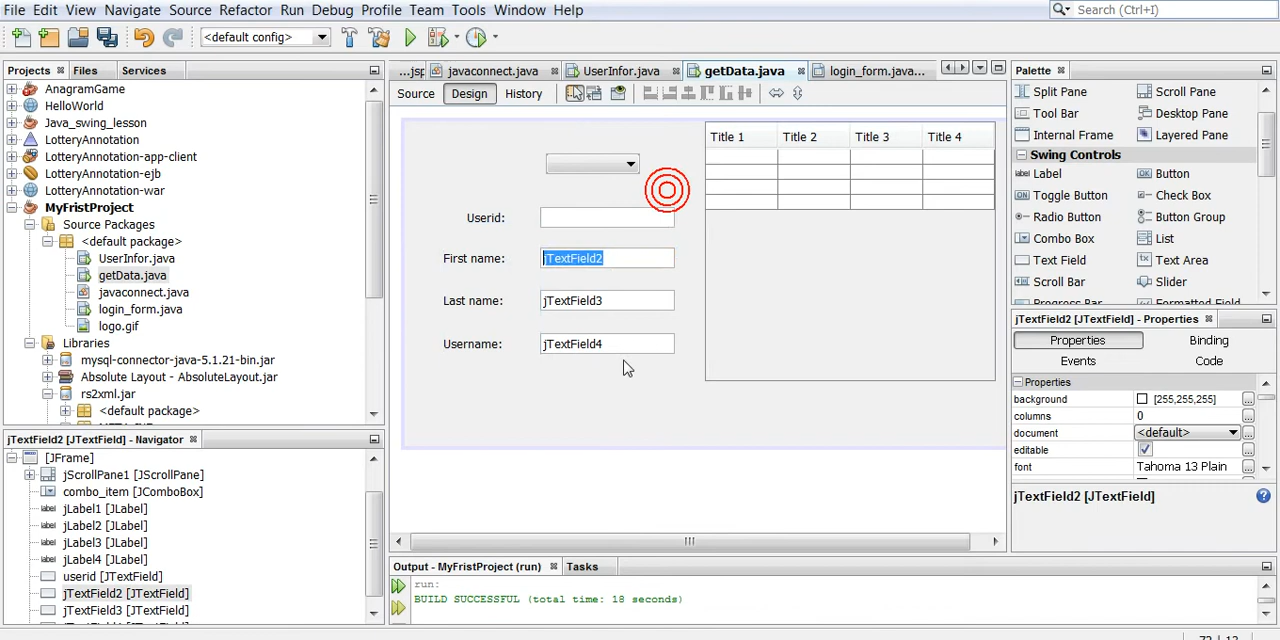 File Edit View Navigate Source Refactor Run Debug Profile Team Tools Window Help
Search (Ctrl+I)
<default config>
Projects Files Services
AnagramGame
HelloWorld
Java_swing_lesson
LotteryAnnotation
LotteryAnnotation-app-client
LotteryAnnotation-ejb
LotteryAnnotation-war
MyFristProject
Source Packages
<default package>
UserInfor.java
getData.java
javaconnect.java
login_form.java
logo.gif
Libraries
mysql-connector-java-5.1.21-bin.jar
Absolute Layout - AbsoluteLayout.jar
rs2xml.jar
<default package>
jTextField2 [JTextField] - Navigator
[JFrame]
jScrollPane1 [JScrollPane]
combo_item [JComboBox]
jLabel1 [JLabel]
jLabel2 [JLabel]
jLabel3 [JLabel]
jLabel4 [JLabel]
userid [JTextField]
jTextField2 [JTextField]
jTextField3 [JTextField]
...jsp javaconnect.java UserInfor.java getData.java login_form.java...
Source Design History
Title 1 Title 2 Title 3 Title 4
Userid:
First name: jTextField2
Last name: jTextField3
Username: jTextField4
Output - MyFristProject (run) Tasks
run:
BUILD SUCCESSFUL (total time: 18 seconds)
Palette
Split Pane Scroll Pane
Tool Bar Desktop Pane
Internal Frame Layered Pane
Swing Controls
Label Button
Toggle Button Check Box
Radio Button Button Group
Combo Box List
Text Field Text Area
Scroll Bar Slider
Progress Bar Formatted Field
jTextField2 [JTextField] - Properties
Properties Binding
Events Code
Properties
background [255,255,255]
columns 0
document <default>
editable
font Tahoma 13 Plain
jTextField2 [JTextField]